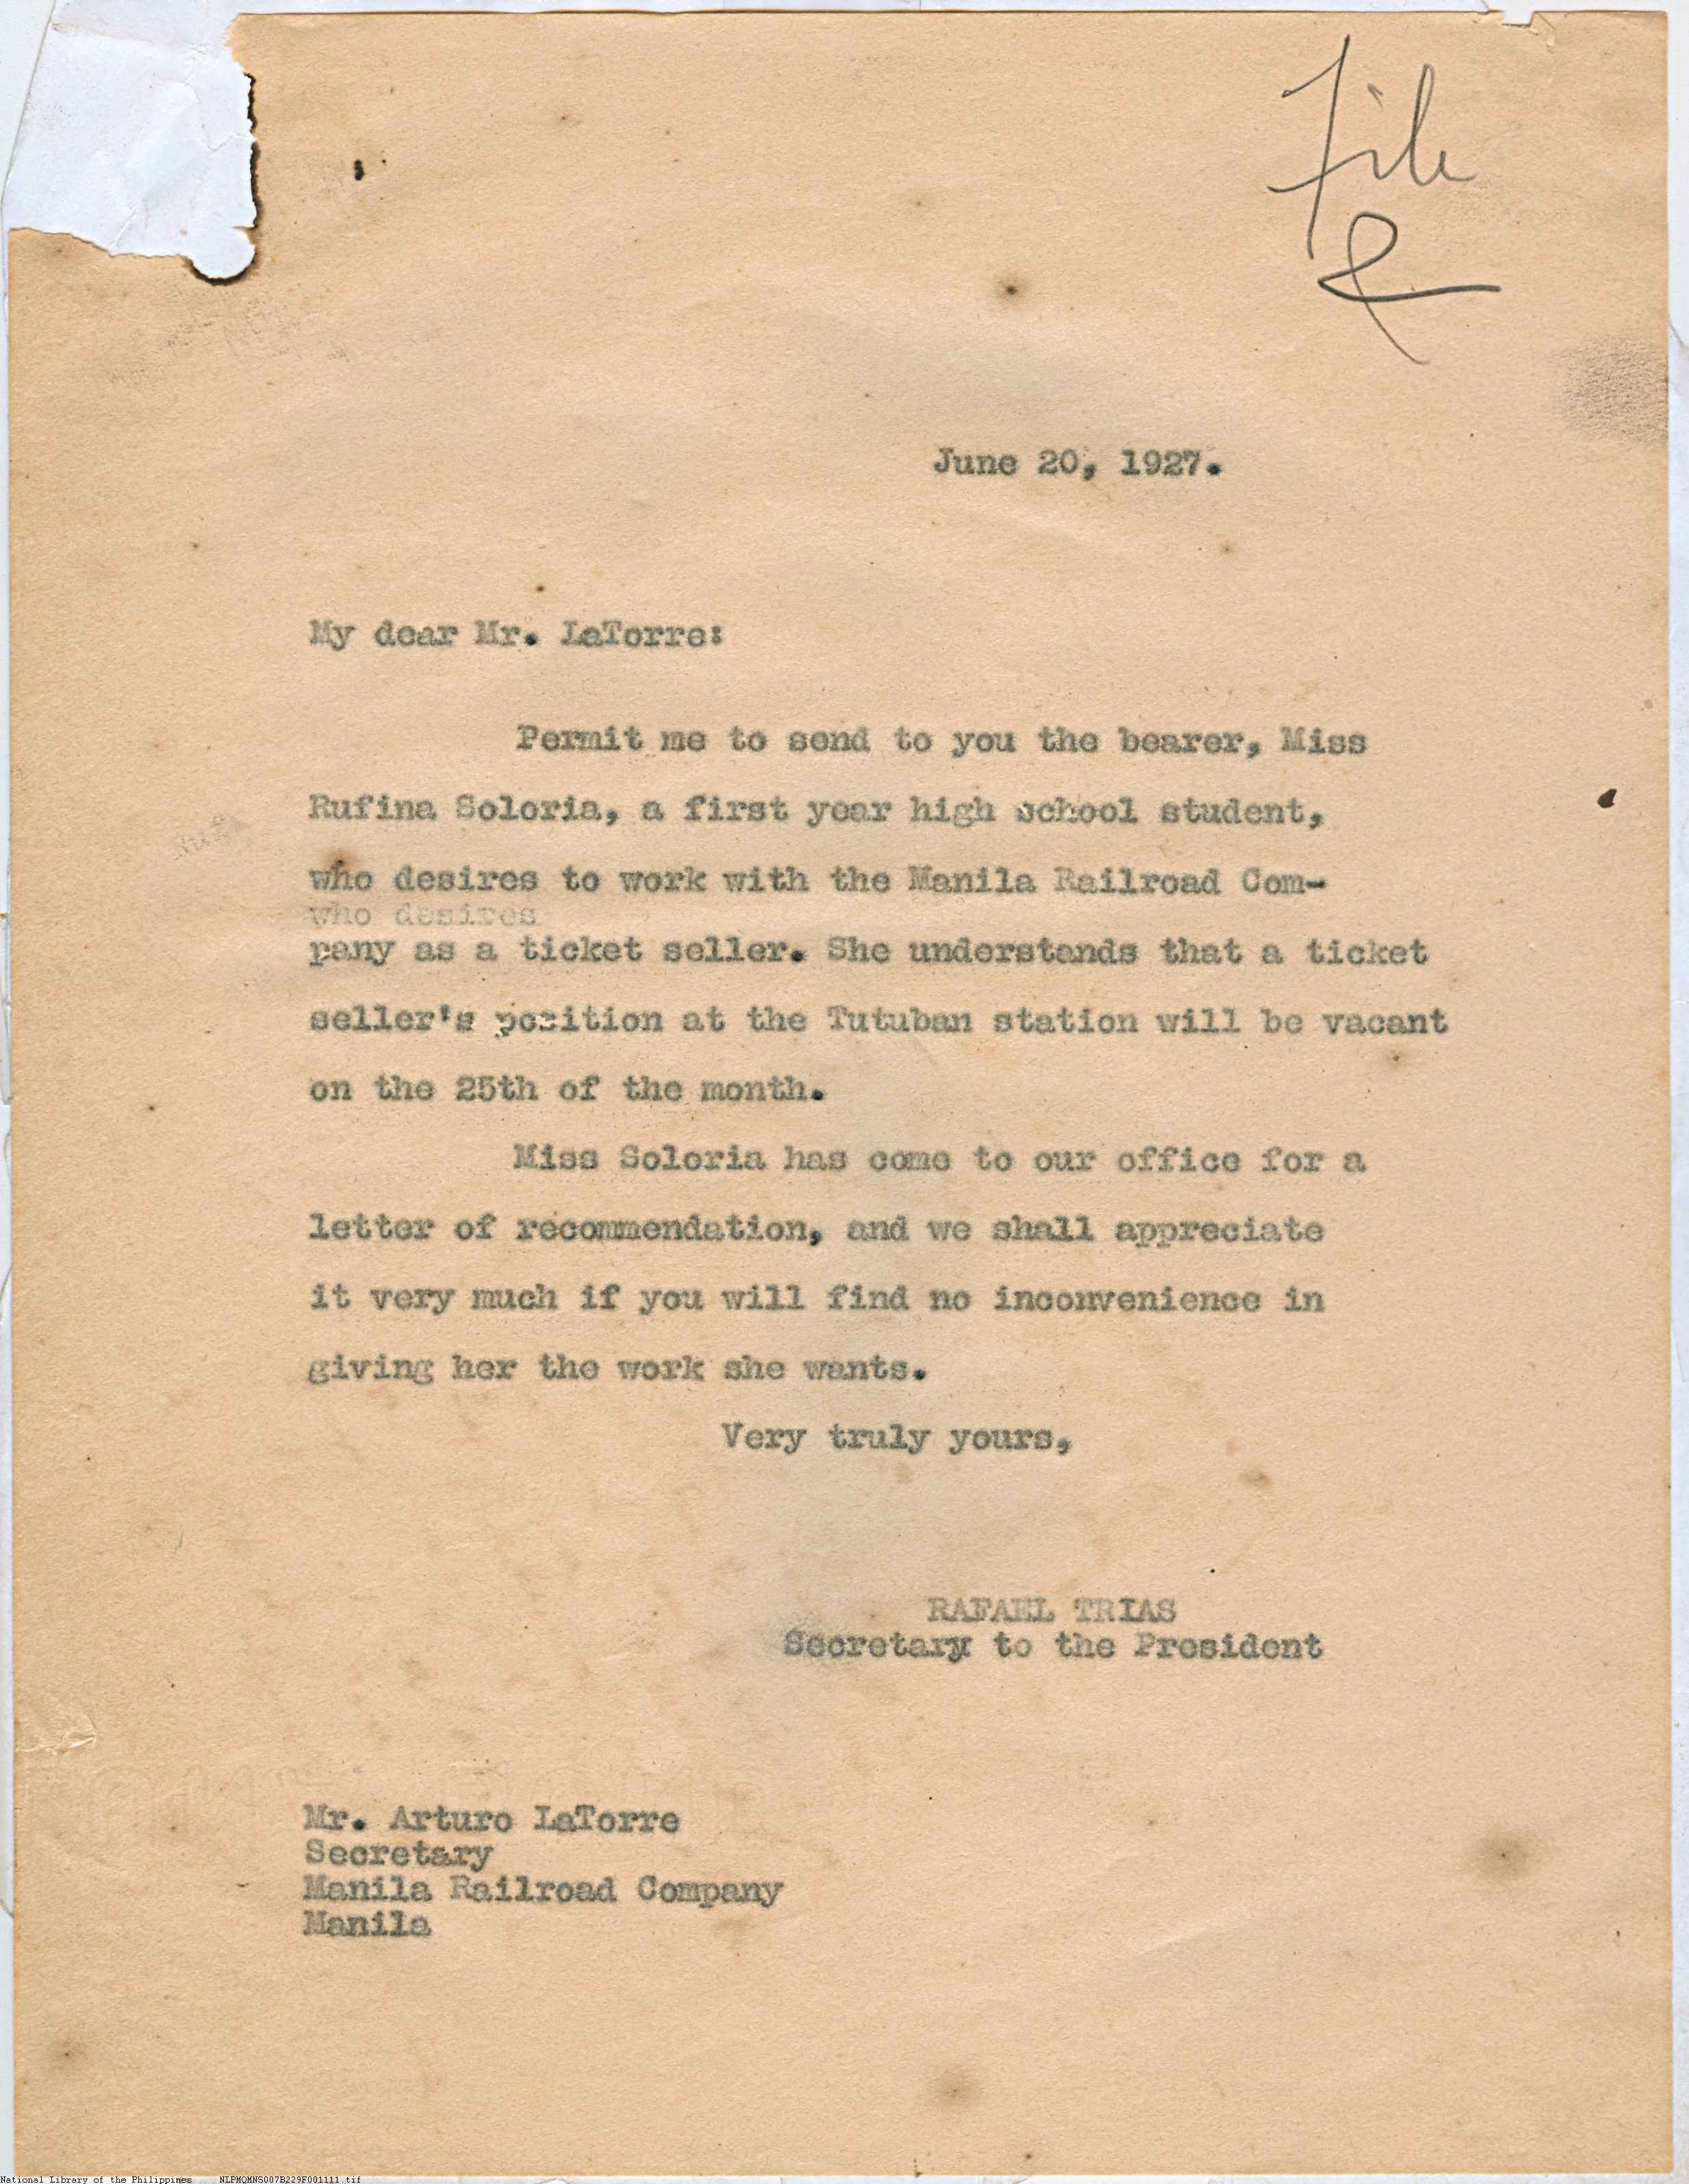 File
R
June 20, 1927.
My dear Mr. LaTorre:
Permit me to send to you the bearer, Miss
Rufina Soloria, a first year high school student,
who desires to work with the Manila Railroad Com-
who desires
pany as a ticket seller. She understands that a ticket
seller's position at the Tutuban station will be vacant
on the 25th of the month.
Miss Soloria has come to our office for a
letter of recommendation, and we shall appreciate
it very much if you will find no inconvenience in
giving her the work she wants.
Very truly yours,
RAFAEL TRIAS
Secretary to the President
Mr. Arturo LaTorre
Secretary
Manila Railroad Company
Manila
National Library of the Philippines NLPMQMNS007B229F001111.tif